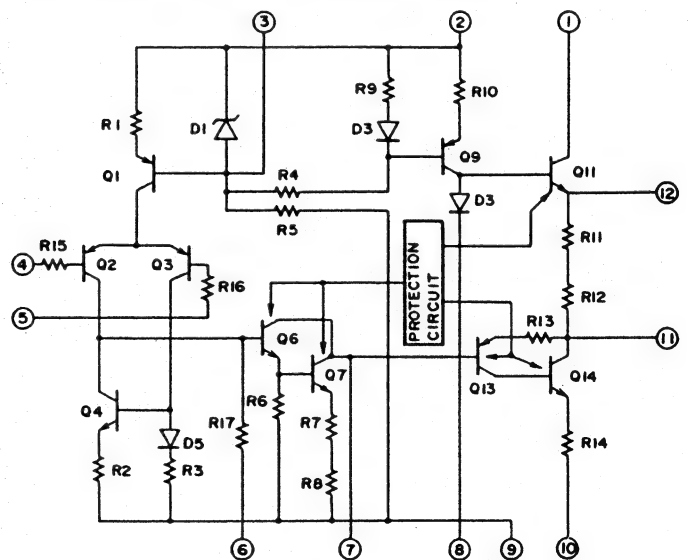 3 2 1
R9
R10
R1
D1
D3
Q1
Q9
Q11
R4
D3
12
R5
R11
4 R15
Q2 Q3
R16
PROTECTION
CIRCUIT
R12
5
R13
11
Q6
Q7
Q13
Q14
Q4
R6
R17
R7
D5
R14
R2 R3
R8
6 7 8 9 10